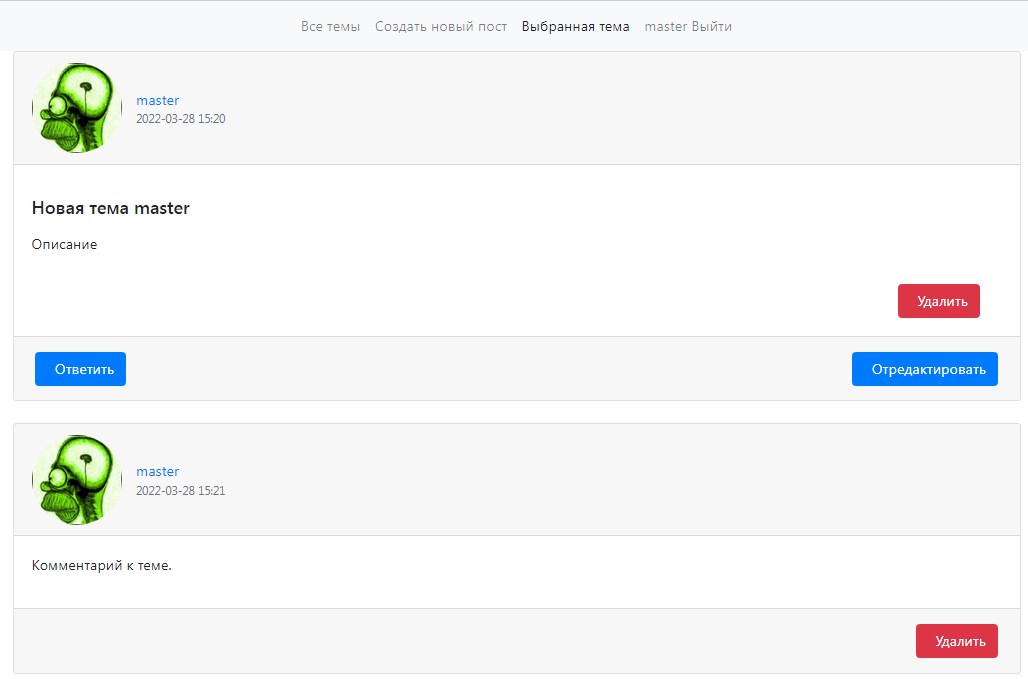 Все темы Создать новый пост Выбранная тема master Выйти
master
2022-03-28 15:20
Новая тема master
Описание
Удалить
Ответить Отредактировать
master
2022-03-28 15:21
Комментарий к теме.
Удалить